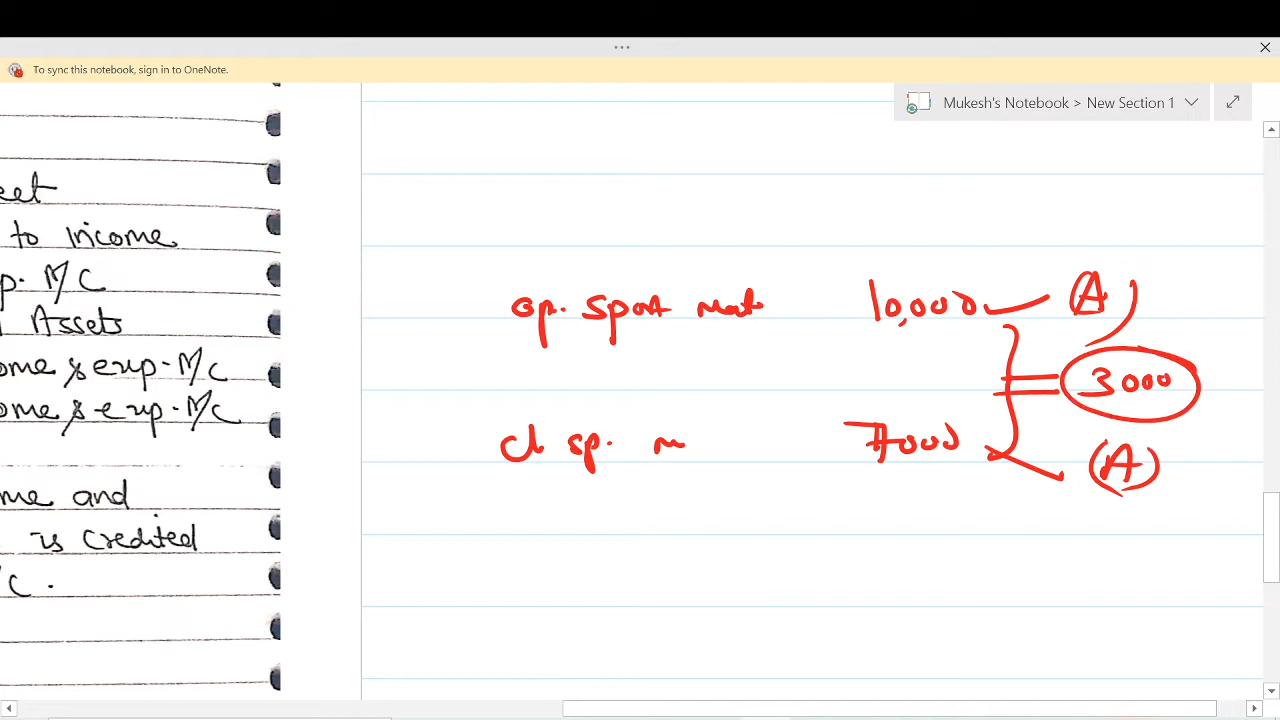 To sync this notebook, sign in to OneNote.
Mukesh's Notebook > New Section 1
eet
to Income
p. A/C
Assets
ome & exp. A/C
ome & exp. A/C
me and
is Credited
/C.
op. Sport mat 10,000 (A)
3000
cl sp. m 7000 (A)